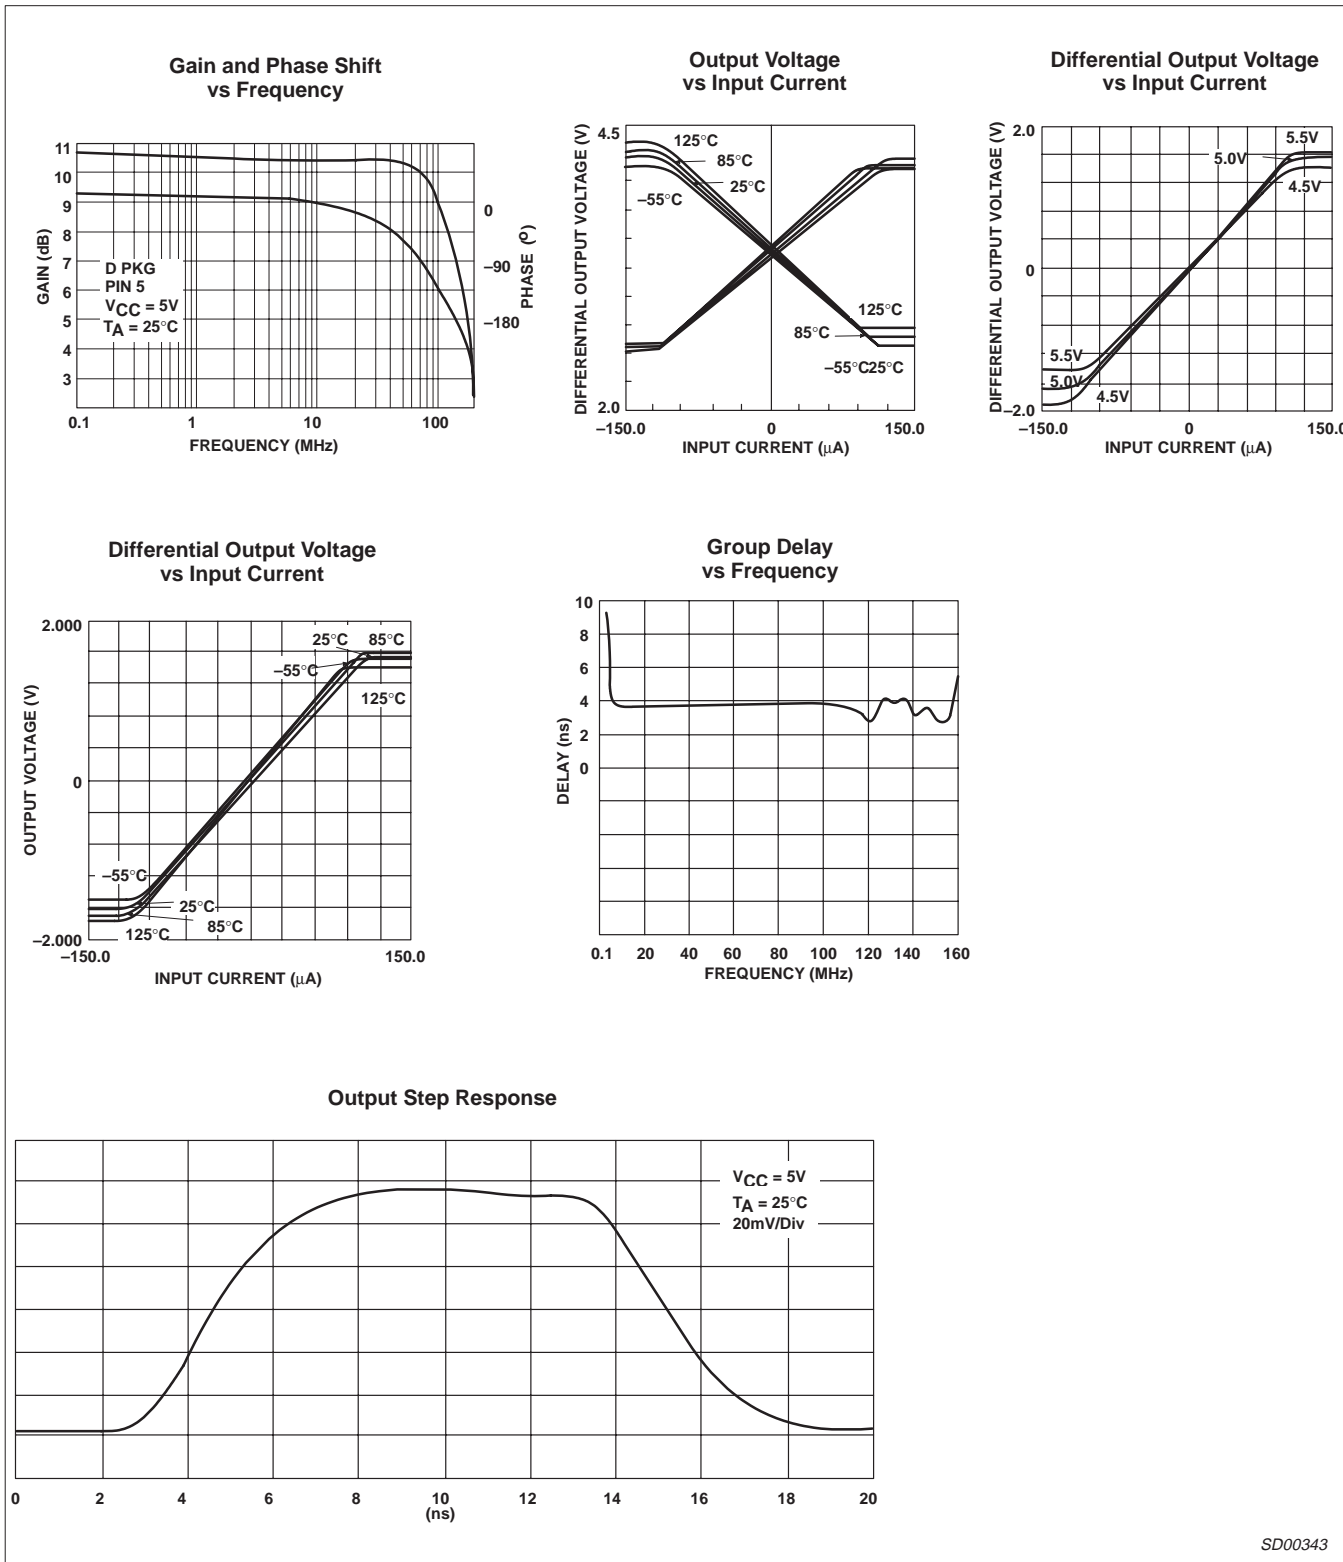 Gain and Phase Shift
vs Frequency
11
10
9
8
7
6
5
4
3
GAIN (dB)
D PKG
PIN 5
VCC = 5V
TA = 25°C
0
–90
–180
PHASE (º)
0.1
1
10
100
FREQUENCY (MHz)
Output Voltage
vs Input Current
DIFFERENTIAL OUTPUT VOLTAGE (V)
4.5
2.0
125°C
85°C
25°C
–55°C
125°C
85°C
–55°C25°C
–150.0
0
150.0
INPUT CURRENT (µA)
Differential Output Voltage
vs Input Current
DIFFERENTIAL OUTPUT VOLTAGE (V)
2.0
0
–2.0
5.5V
5.0V
4.5V
5.5V
5.0V
4.5V
–150.0
0
150.0
INPUT CURRENT (µA)
Differential Output Voltage
vs Input Current
OUTPUT VOLTAGE (V)
2.000
0
–2.000
25°C
85°C
–55°C
125°C
–55°C
25°C
85°C
125°C
–150.0
150.0
INPUT CURRENT (µA)
Group Delay
vs Frequency
DELAY (ns)
10
8
6
4
2
0
0.1
20
40
60
80
100
120
140
160
FREQUENCY (MHz)
Output Step Response
VCC = 5V
TA = 25°C
20mV/Div
0
2
4
6
8
10
12
14
16
18
20
(ns)
SD00343